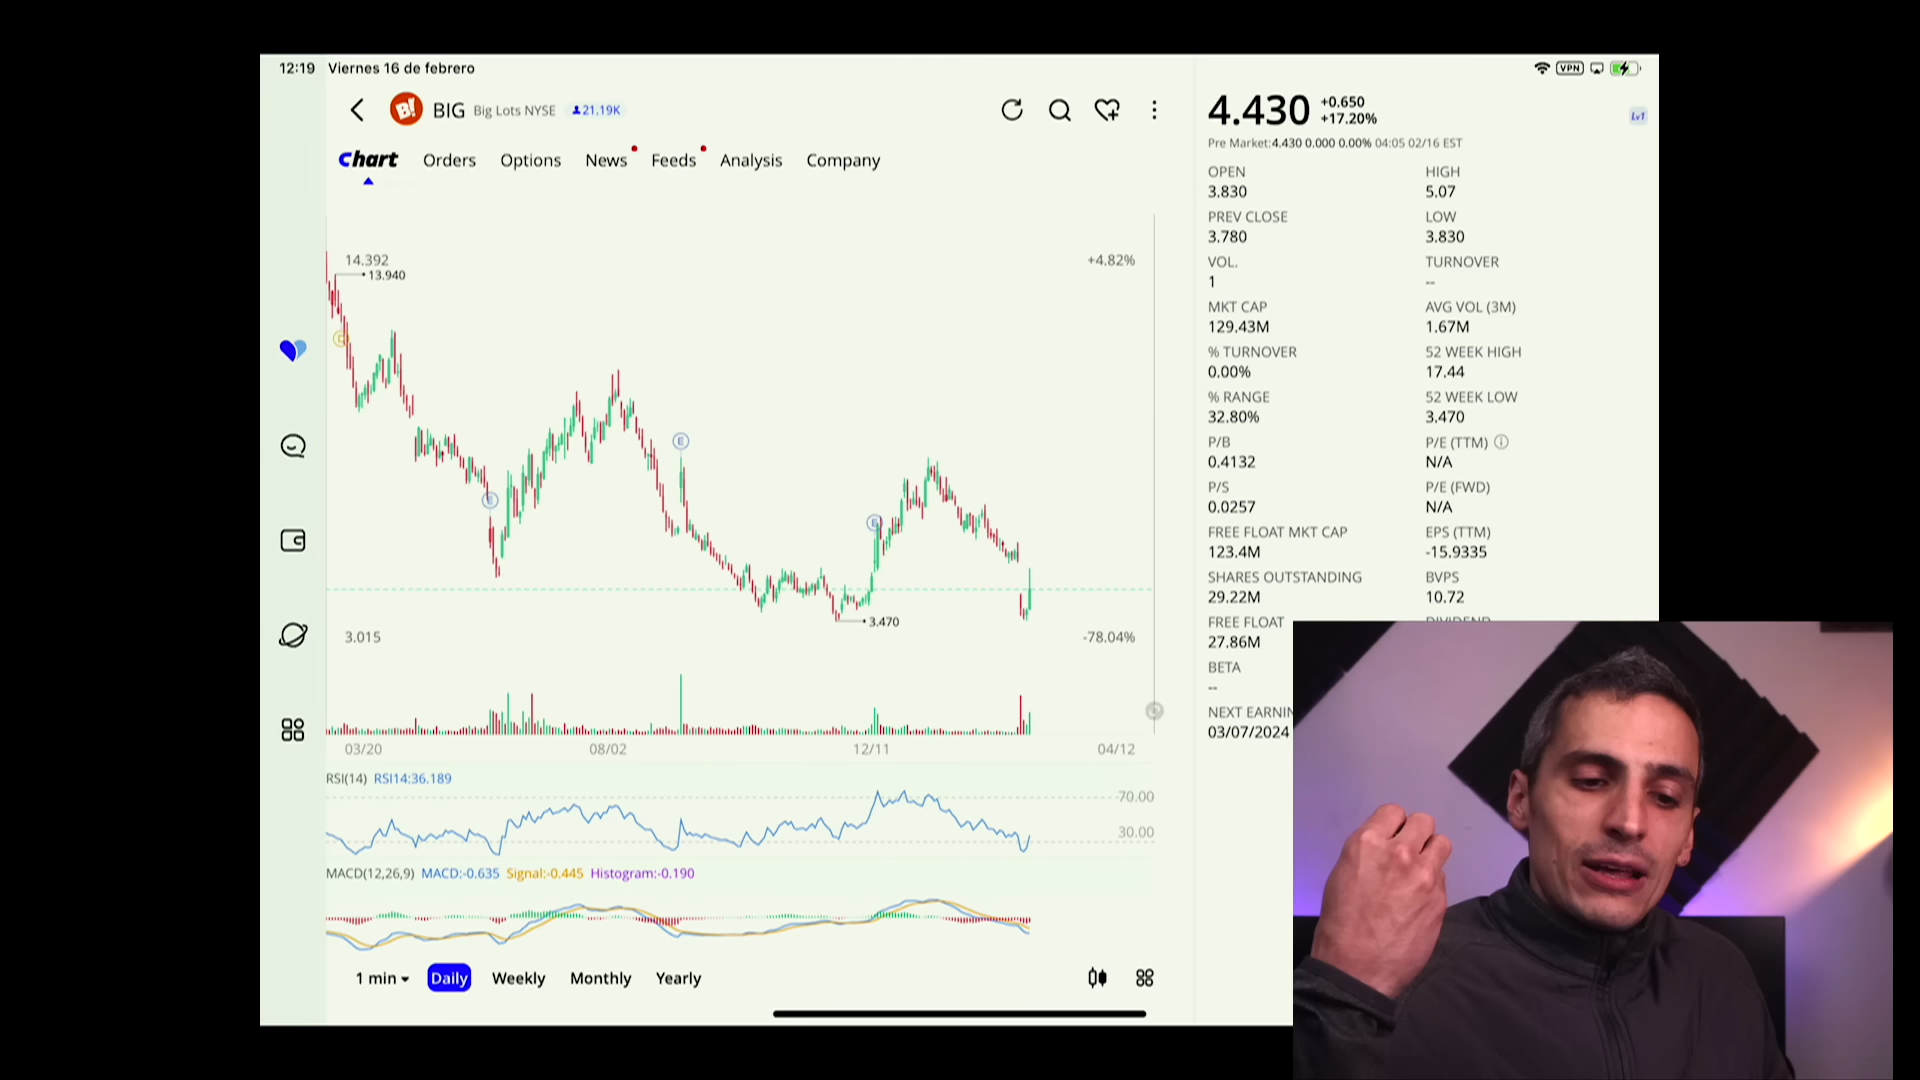 12:19 Viernes 16 de febrero
VPN
B!
BIG Big Lots NYSE 21.19K
Chart Orders Options News Feeds Analysis Company
14.392
13.940
+4.82%
E
E
E
3.470
3.015
-78.04%
03/20 08/02 12/11 04/12
RSI(14) RSI14:36.189
70.00
30.00
MACD(12,26,9) MACD:-0.635 Signal:-0.445 Histogram:-0.190
1 min Daily Weekly Monthly Yearly
4.430 +0.650
+17.20%
Lv1
Pre Market:4.430 0.000 0.00% 04:05 02/16 EST
OPEN HIGH
3.830 5.07
PREV CLOSE LOW
3.780 3.830
VOL. TURNOVER
1 --
MKT CAP AVG VOL (3M)
129.43M 1.67M
% TURNOVER 52 WEEK HIGH
0.00% 17.44
% RANGE 52 WEEK LOW
32.80% 3.470
P/B P/E (TTM)
0.4132 N/A
P/S P/E (FWD)
0.0257 N/A
FREE FLOAT MKT CAP EPS (TTM)
123.4M -15.9335
SHARES OUTSTANDING BVPS
29.22M 10.72
FREE FLOAT DIVIDEND
27.86M
BETA
--
NEXT EARNIN
03/07/2024